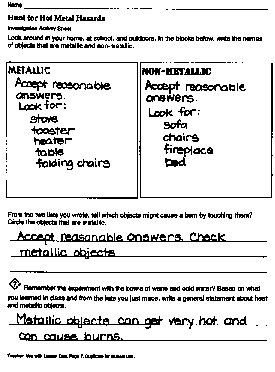 Name
Hunt for Hot Metal Hazards
Investigation Activity Sheet
Look around in your home, at school, and outdoors. In the blocks below, write the names
of objects that are metallic and non-metallic.
METALLIC
Accept reasonable
answers.
Look for:
stove
toaster
heater
table
folding chairs
NON-METALLIC
Accept reasonable
answers.
Look for:
sofa
chairs
fireplace
bed
From the two lists you wrote, tell which objects might cause a burn by touching them?
Circle the objects that are metallic.
Accept reasonable answers. Check
metallic objects
? Remember the experiment with the bowls of warm and cold water? Based on what
you learned in class and from the lists you just made, write a general statement about heat
and metallic objects.
Metallic objects can get very hot and
can cause burns.
Teacher: Use with Lesson One, Page 7. Duplicate for student use.